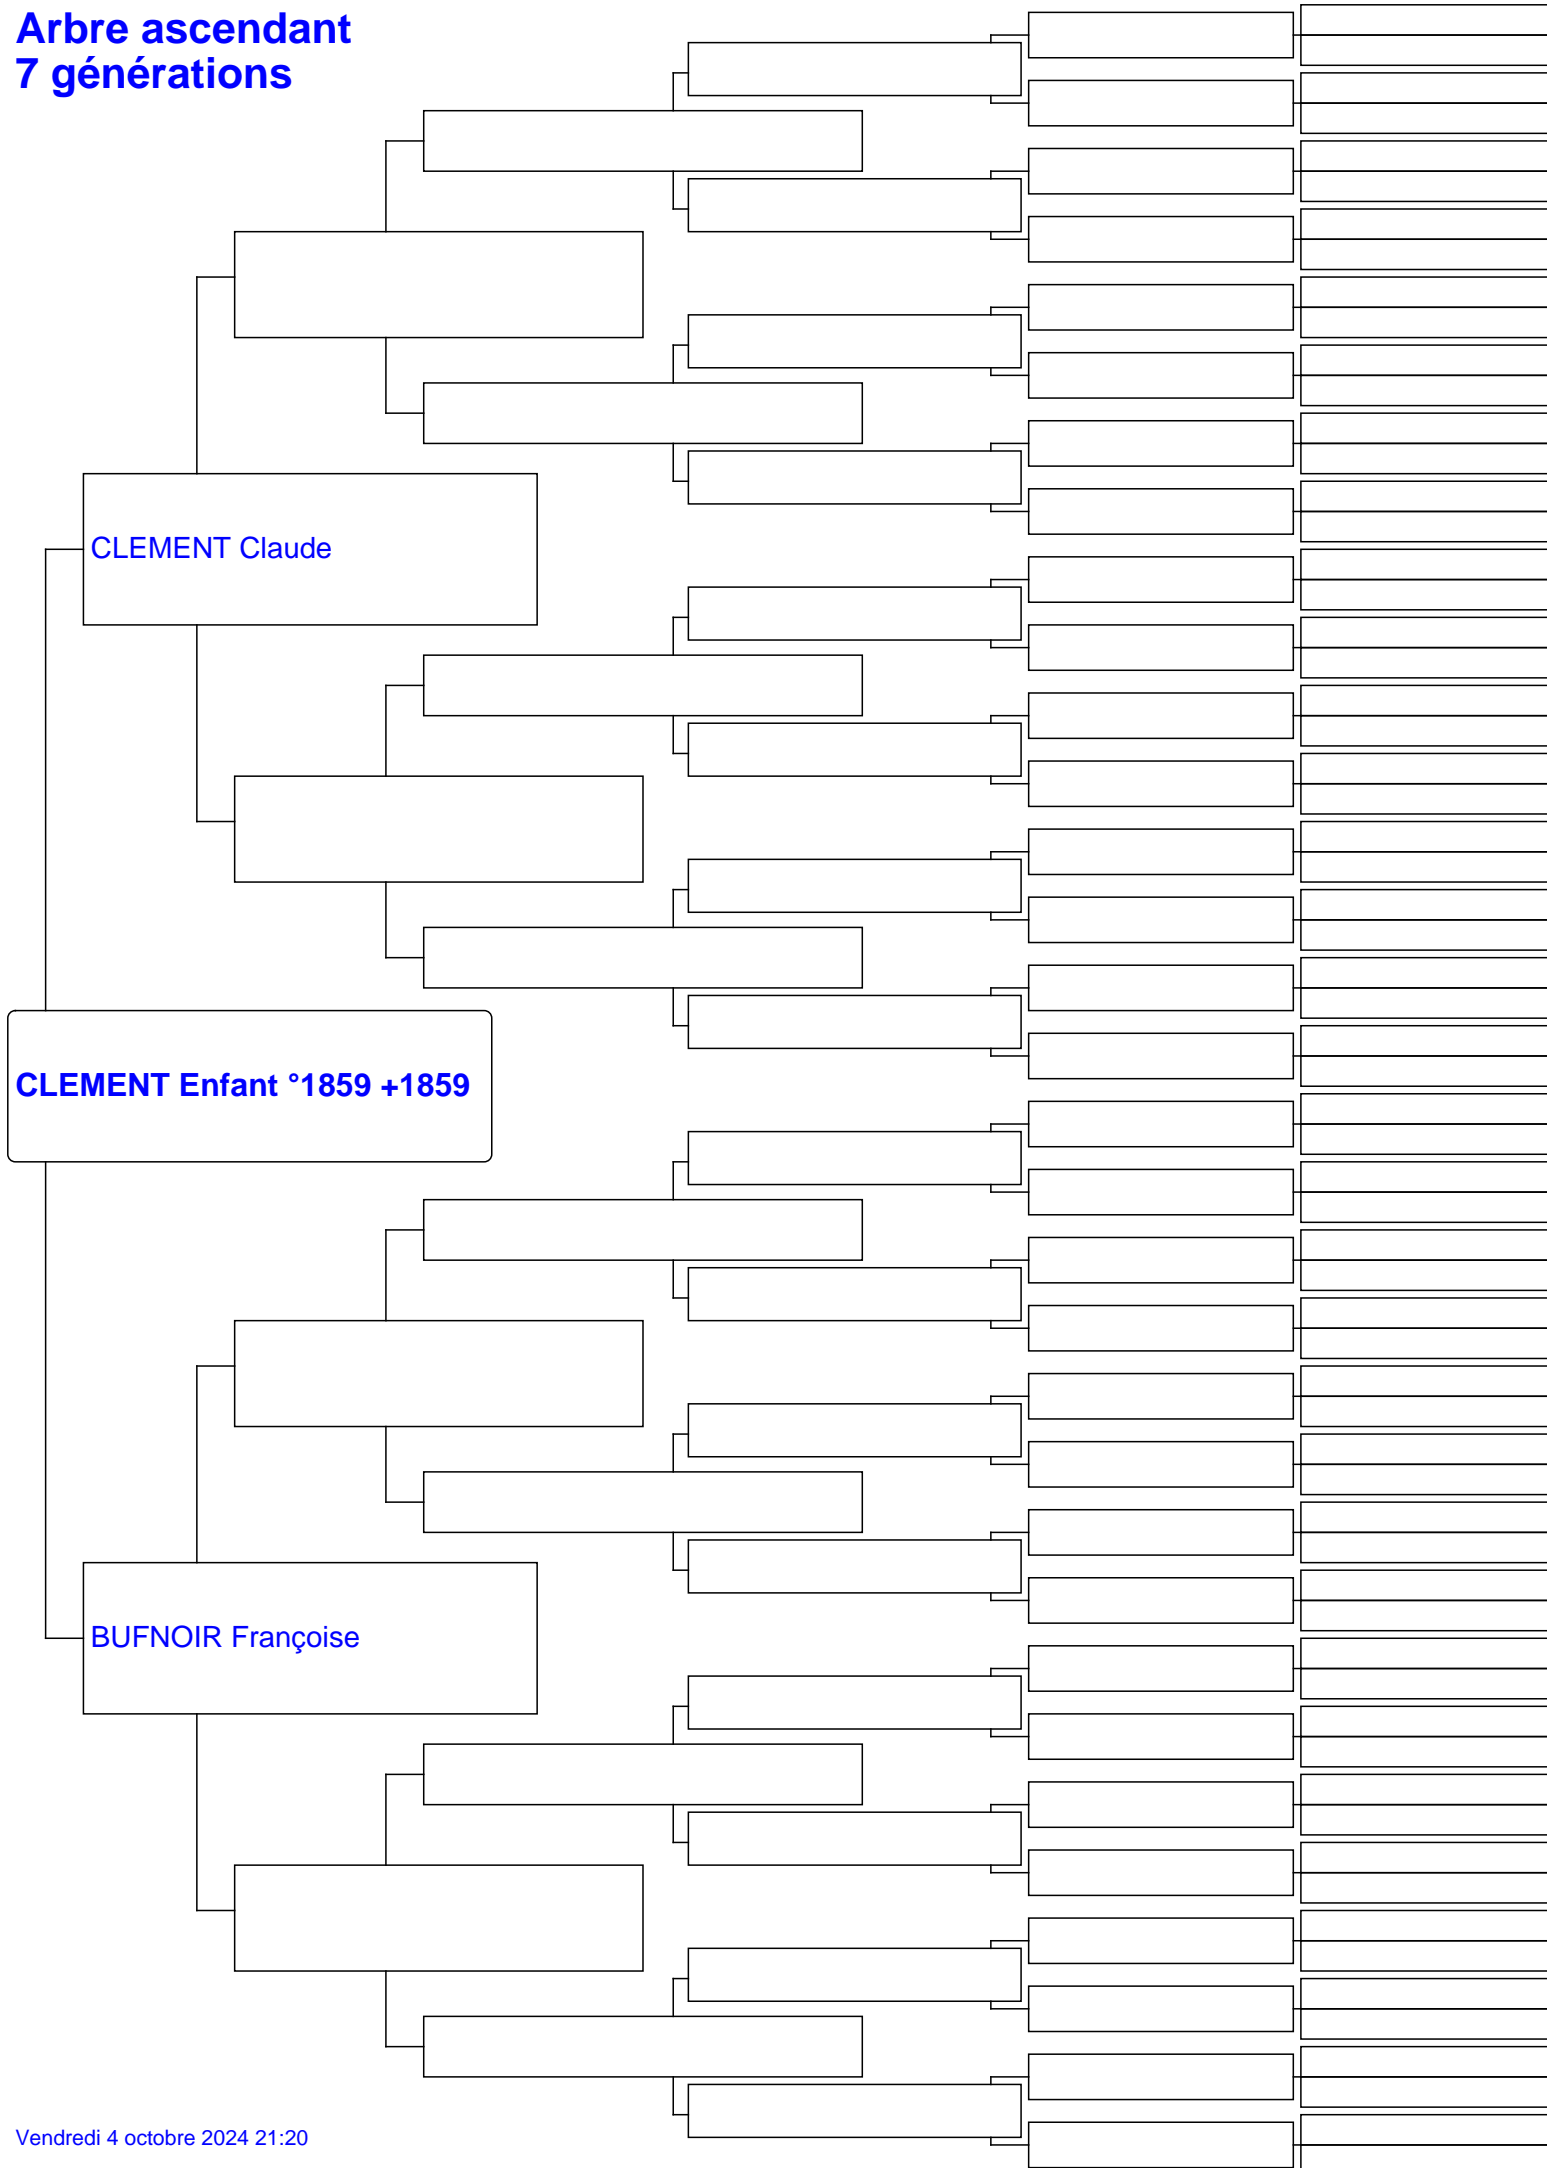 Arbre ascendant
7 générations
CLEMENT Claude
CLEMENT Enfant °1859 +1859
BUFNOIR Françoise
Vendredi 4 octobre 2024 21:20